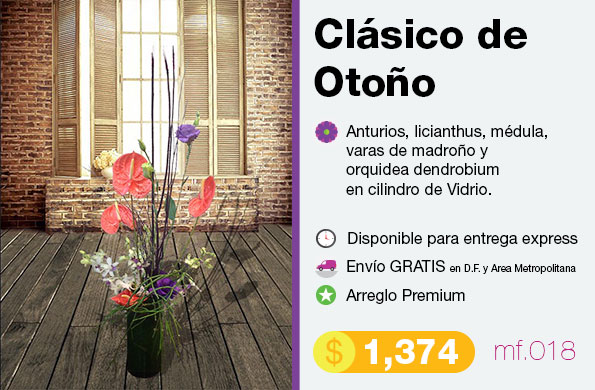 Clásico de
Otoño
Anturios, licianthus, médula,
varas de madroño y
orquidea dendrobium
en cilindro de Vidrio.
Disponible para entrega express
Envío GRATIS en D.F. y Area Metropolitana
Arreglo Premium
$ 1,374 mf.018